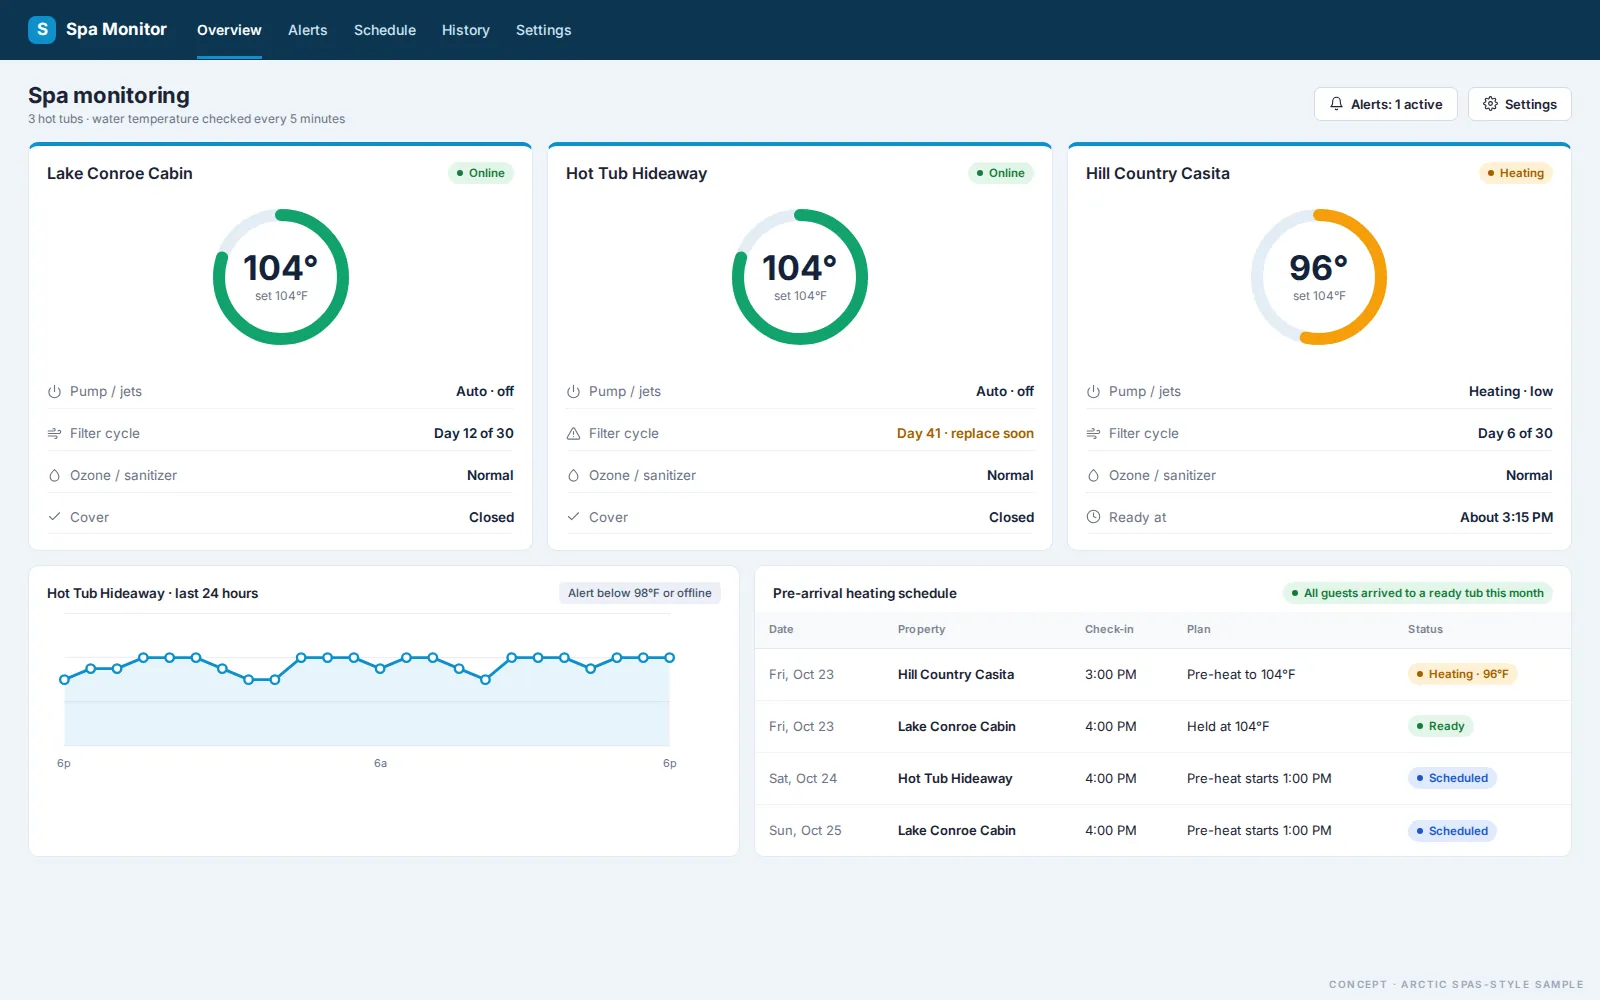 S Spa Monitor Overview Alerts Schedule History Settings
Spa monitoring
3 hot tubs · water temperature checked every 5 minutes
Alerts: 1 active Settings
Lake Conroe Cabin Online
104°
set 104°F
Pump / jets Auto · off
Filter cycle Day 12 of 30
Ozone / sanitizer Normal
Cover Closed
Hot Tub Hideaway Online
104°
set 104°F
Pump / jets Auto · off
Filter cycle Day 41 · replace soon
Ozone / sanitizer Normal
Cover Closed
Hill Country Casita Heating
96°
set 104°F
Pump / jets Heating · low
Filter cycle Day 6 of 30
Ozone / sanitizer Normal
Ready at About 3:15 PM
Hot Tub Hideaway · last 24 hours Alert below 98°F or offline
6p 6a 6p
Pre-arrival heating schedule All guests arrived to a ready tub this month
Date Property Check-in Plan Status
Fri, Oct 23 Hill Country Casita 3:00 PM Pre-heat to 104°F Heating · 96°F
Fri, Oct 23 Lake Conroe Cabin 4:00 PM Held at 104°F Ready
Sat, Oct 24 Hot Tub Hideaway 4:00 PM Pre-heat starts 1:00 PM Scheduled
Sun, Oct 25 Lake Conroe Cabin 4:00 PM Pre-heat starts 1:00 PM Scheduled
CONCEPT · ARCTIC SPAS-STYLE SAMPLE